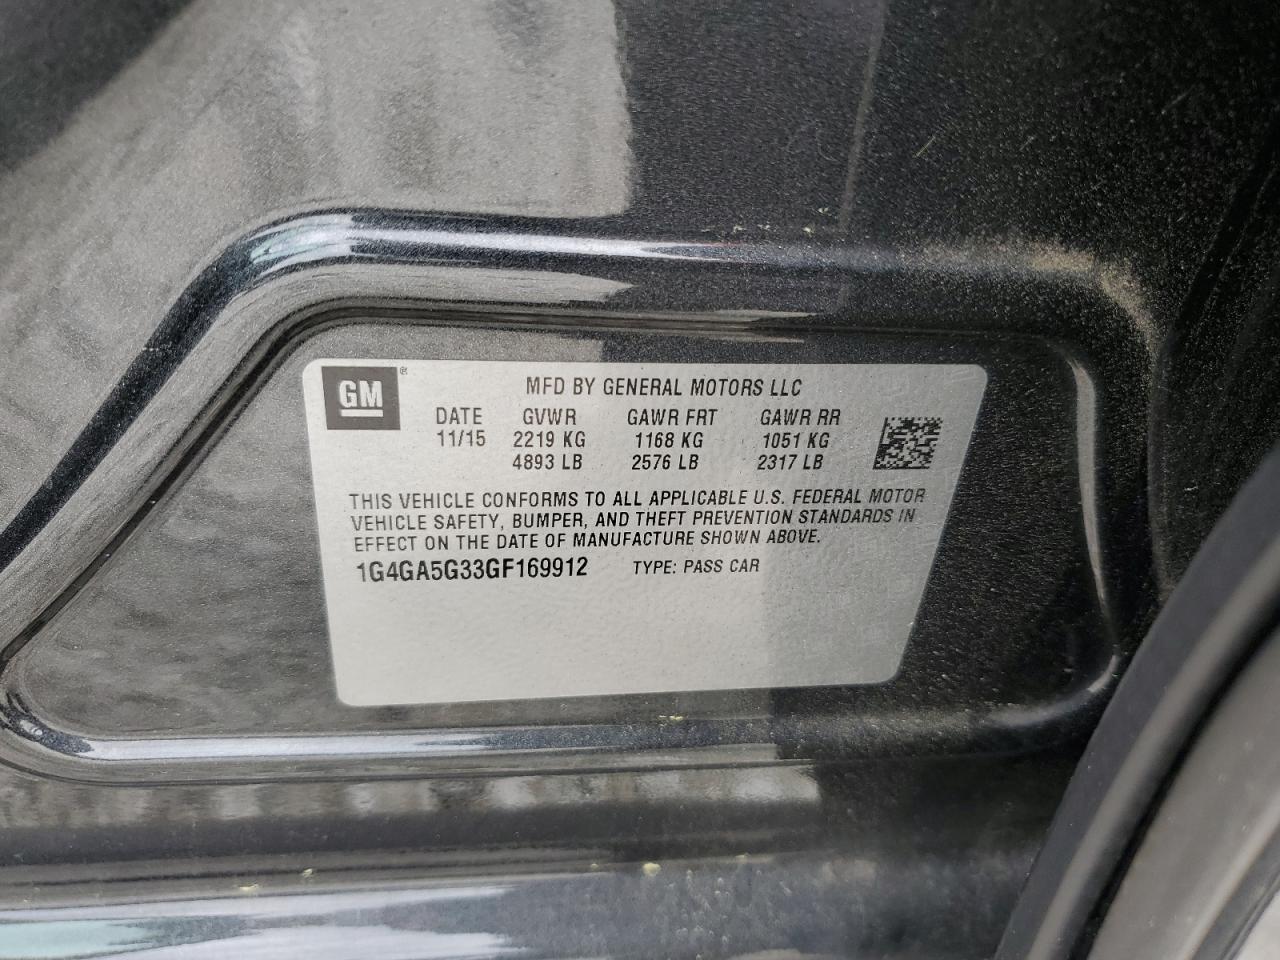 GM®
MFD BY GENERAL MOTORS LLC
DATE GVWR GAWR FRT GAWR RR
11/15 2219 KG 1168 KG 1051 KG
4893 LB 2576 LB 2317 LB
THIS VEHICLE CONFORMS TO ALL APPLICABLE U.S. FEDERAL MOTOR
VEHICLE SAFETY, BUMPER, AND THEFT PREVENTION STANDARDS IN
EFFECT ON THE DATE OF MANUFACTURE SHOWN ABOVE.
1G4GA5G33GF169912 TYPE: PASS CAR